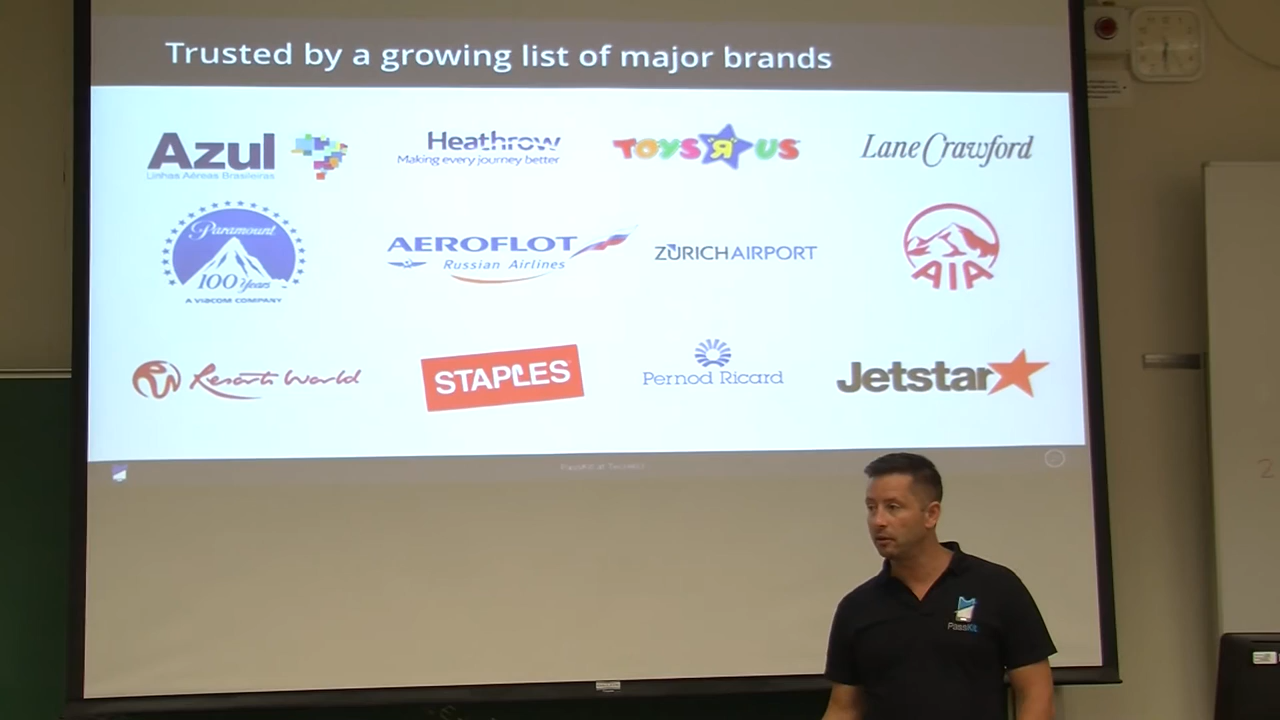 Trusted by a growing list of major brands
Azul
Linhas Aéreas Brasileiras
Heathrow
Making every journey better
TOYS R US
Lane Crawford
Paramount
100 Years
A VIACOM COMPANY
AEROFLOT
Russian Airlines
ZÜRICH AIRPORT
AIA
RW Resorts World
STAPLES
Pernod Ricard
Jetstar
PassKit